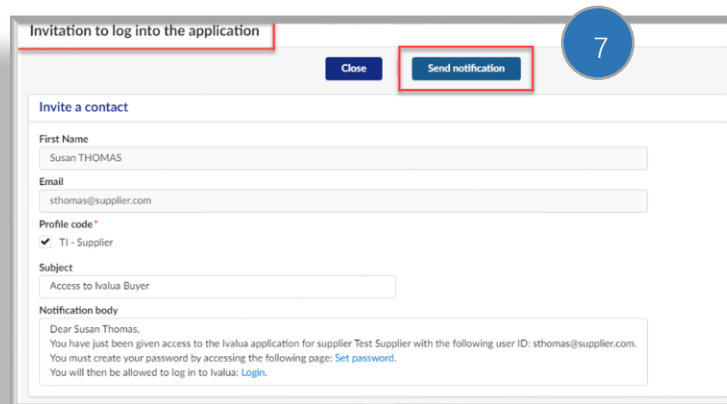 Invitation to log into the application
7
Close
Send notification
Invite a contact
First Name
Susan THOMAS
Email
sthomas@supplier.com
Profile code*
TI - Supplier
Subject
Access to Ivalua Buyer
Notification body
Dear Susan Thomas,
You have just been given access to the Ivalua application for supplier Test Supplier with the following user ID: sthomas@supplier.com.
You must create your password by accessing the following page: Set password.
You will then be allowed to log in to Ivalua: Login.